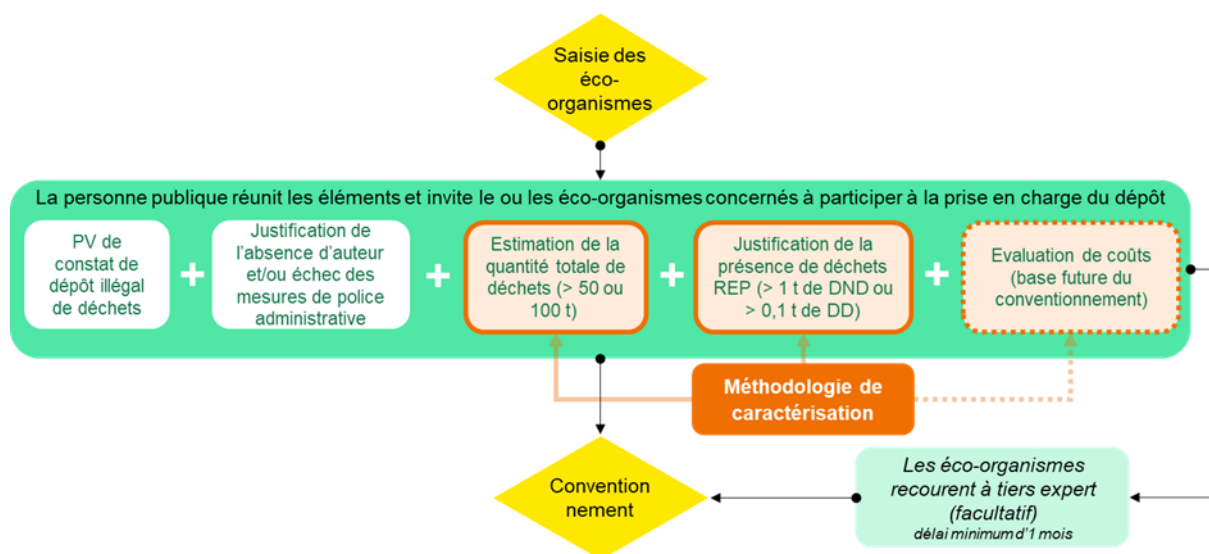 Saisie des
éco-
organismes
La personne publique réunit les éléments et invite le ou les éco-organismes concernés à participer à la prise en charge du dépôt
PV de
constat de
dépôt illégal
de déchets
+
Justification de
l'absence d'auteur
et/ou échec des
mesures de police
administrative
+
Estimation de la
quantité totale de
déchets (> 50 ou
100 t)
+
Justification de la
présence de déchets
REP (> 1 t de DND ou
> 0,1 t de DD)
+
Evaluation de coûts
(base future du
conventionnement)
Méthodologie de
caractérisation
Convention
nement
Les éco-organismes
recourent à tiers expert
(facultatif)
délai minimum d'1 mois